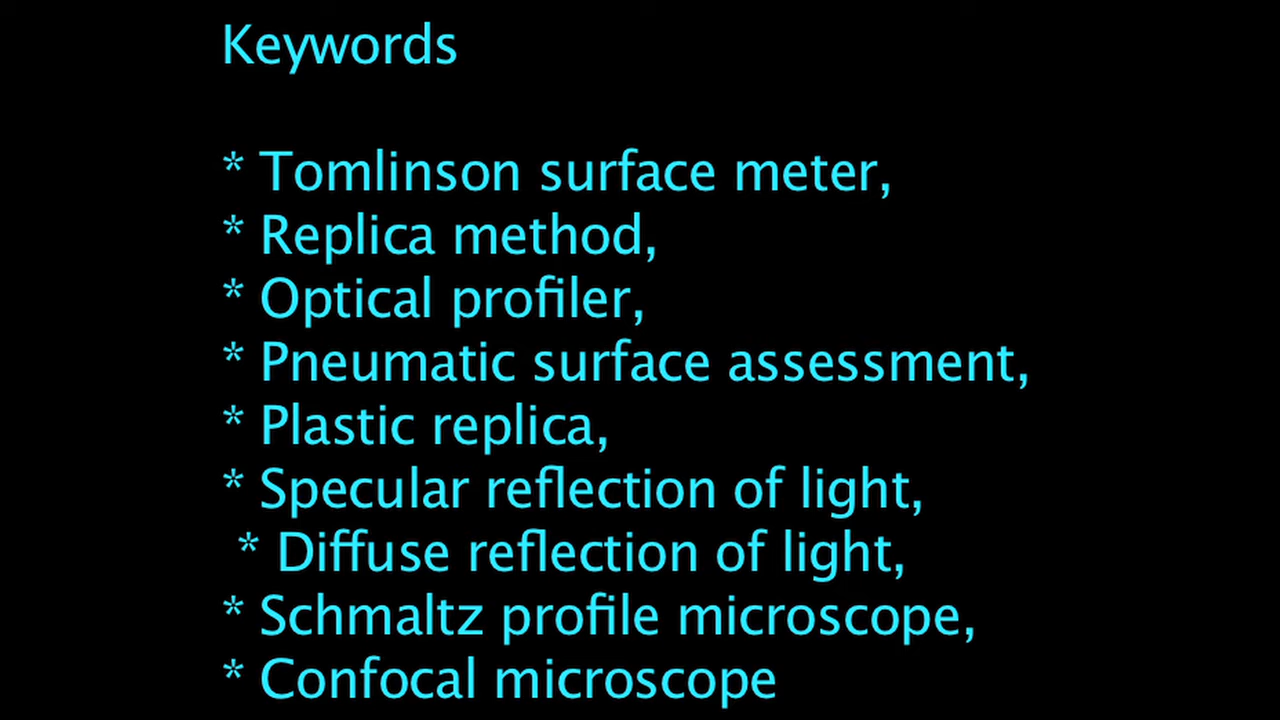 Keywords
* Tomlinson surface meter,
* Replica method,
* Optical profiler,
* Pneumatic surface assessment,
* Plastic replica,
* Specular reflection of light,
* Diffuse reflection of light,
* Schmaltz profile microscope,
* Confocal microscope